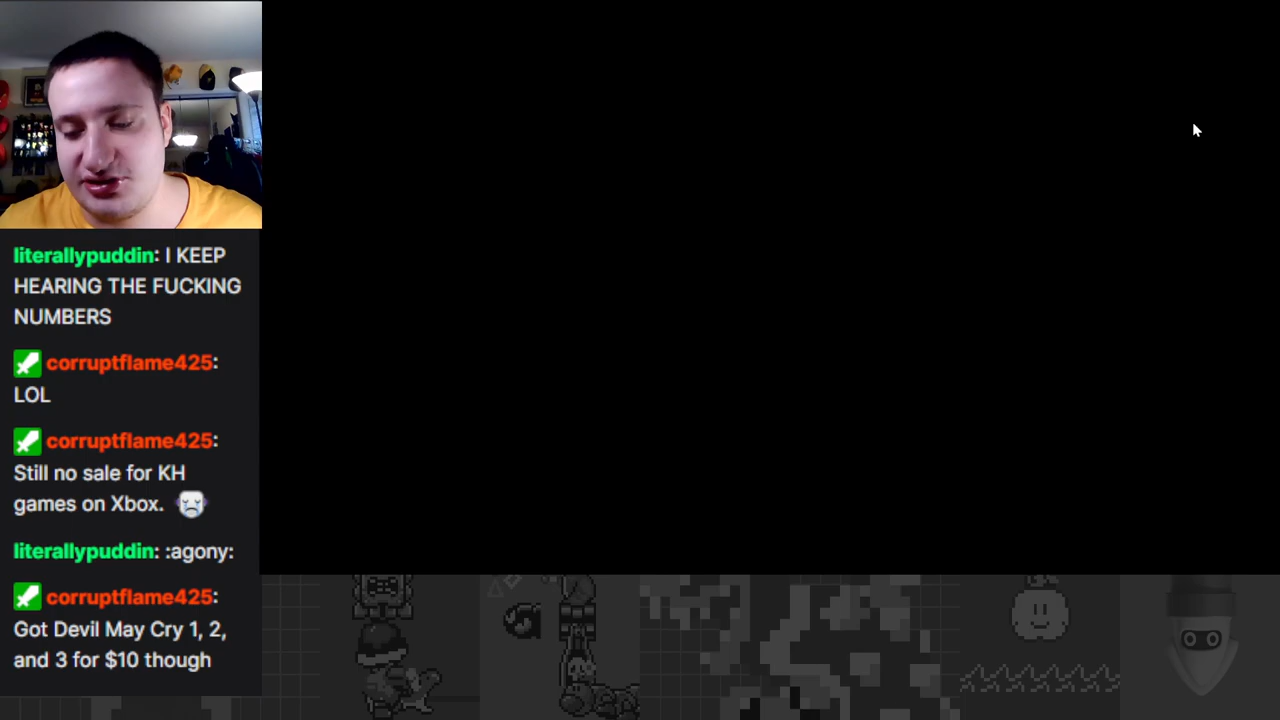 literallypuddin: I KEEP
HEARING THE FUCKING
NUMBERS
corruptflame425:
LOL
corruptflame425:
Still no sale for KH
games on Xbox.
literallypuddin: :agony:
corruptflame425:
Got Devil May Cry 1, 2,
and 3 for $10 though